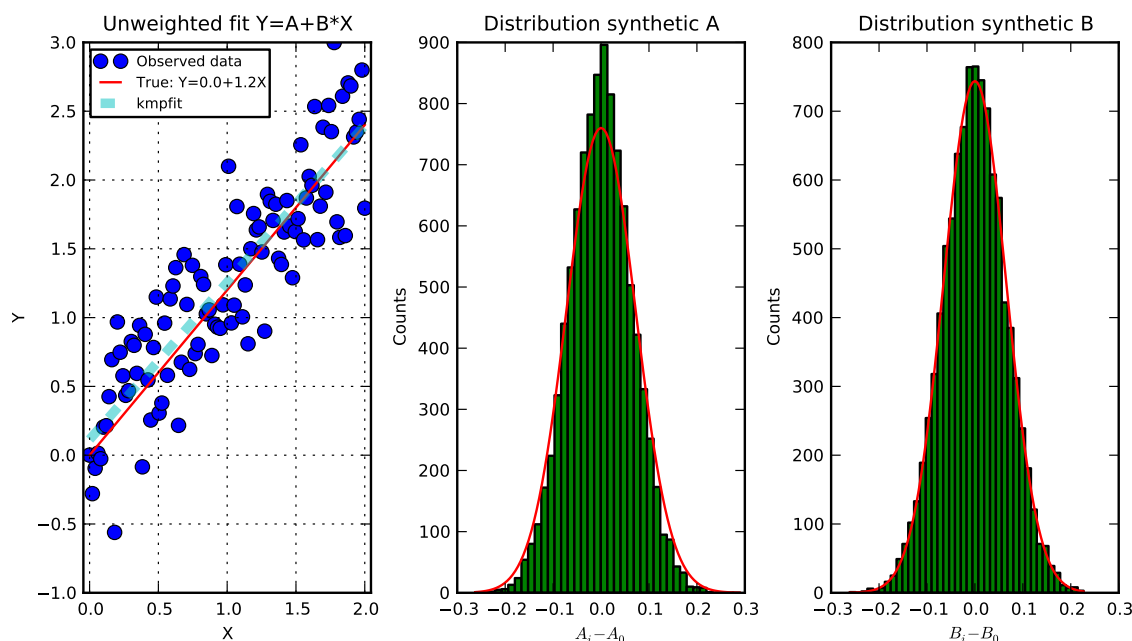 Unweighted fit Y=A+B*X
Observed data
True: Y=0.0+1.2X
kmpfit
3.0
2.5
2.0
1.5
1.0
0.5
0.0
−0.5
−1.0
Y
0.0 0.5 1.0 1.5 2.0
X
Distribution synthetic A
900
800
700
600
500
400
300
200
100
0
Counts
−0.3 −0.2 −0.1 0.0 0.1 0.2 0.3
A_i−A_0
Distribution synthetic B
800
700
600
500
400
300
200
100
0
Counts
−0.3 −0.2 −0.1 0.0 0.1 0.2 0.3
B_i−B_0